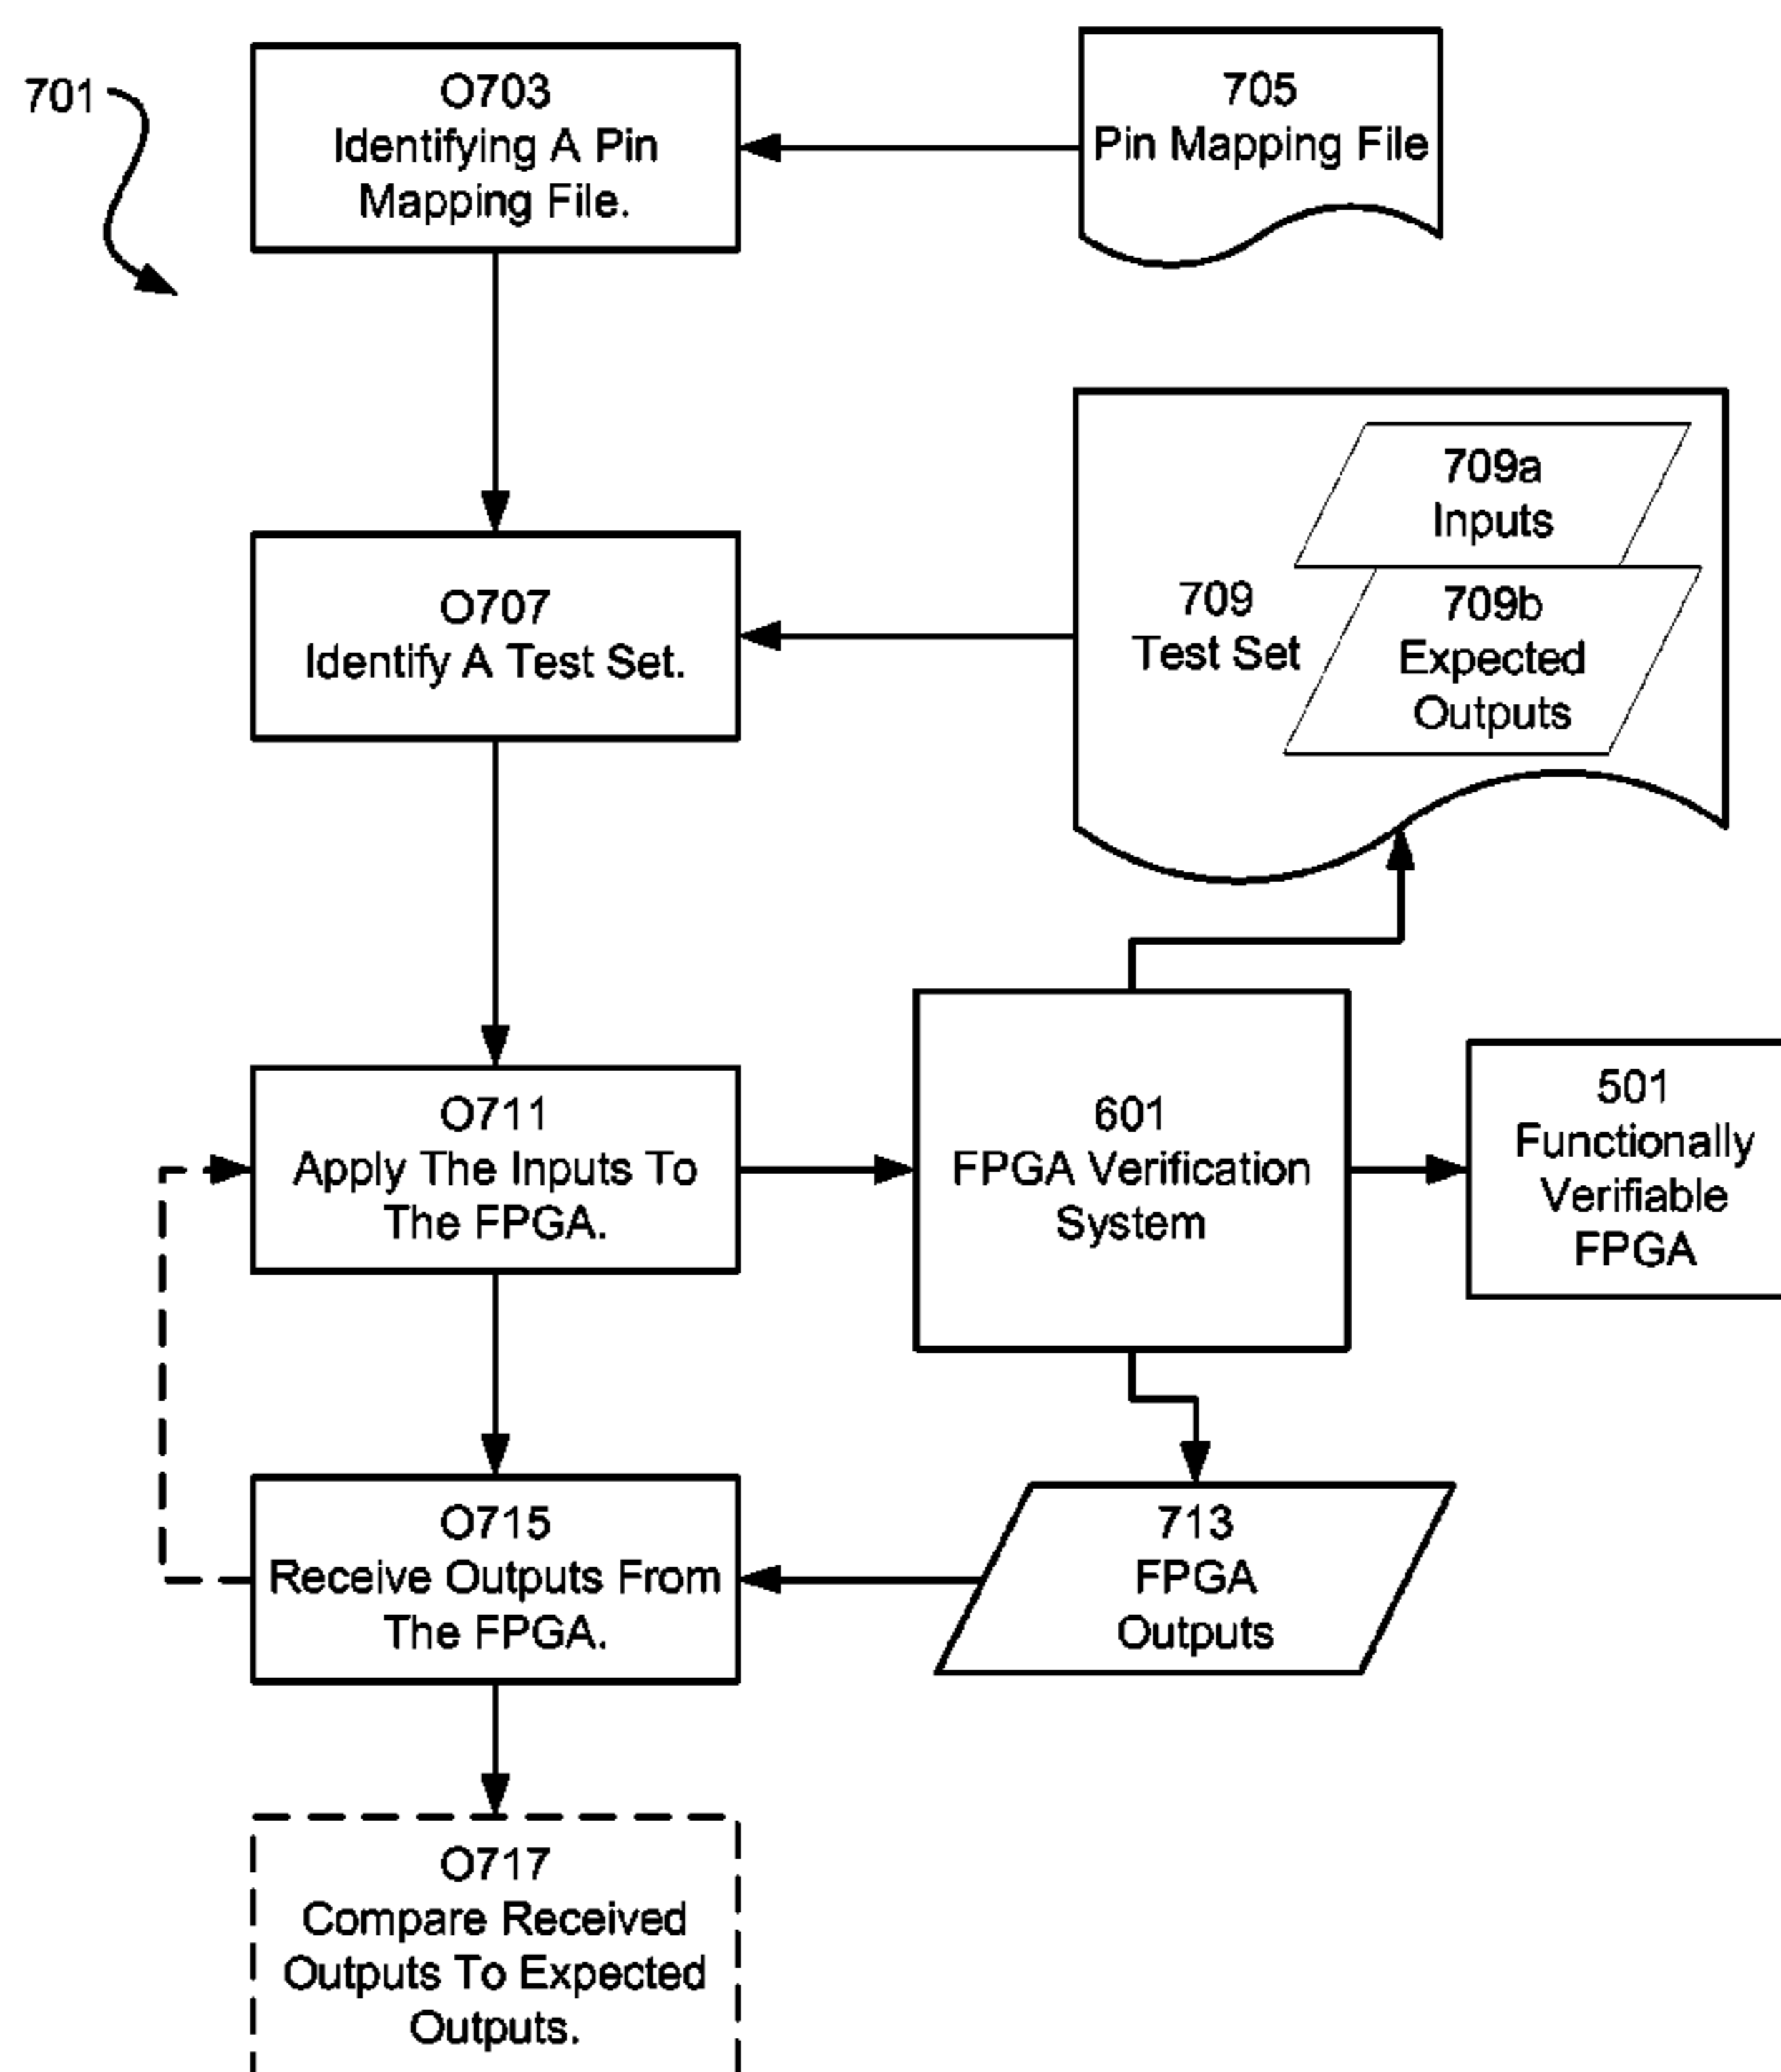 701
O703
Identifying A Pin
Mapping File.
705
Pin Mapping File
O707
Identify A Test Set.
709
Test Set
709a
Inputs
709b
Expected
Outputs
O711
Apply The Inputs To
The FPGA.
601
FPGA Verification
System
501
Functionally
Verifiable
FPGA
O715
Receive Outputs From
The FPGA.
713
FPGA
Outputs
O717
Compare Received
Outputs To Expected
Outputs.